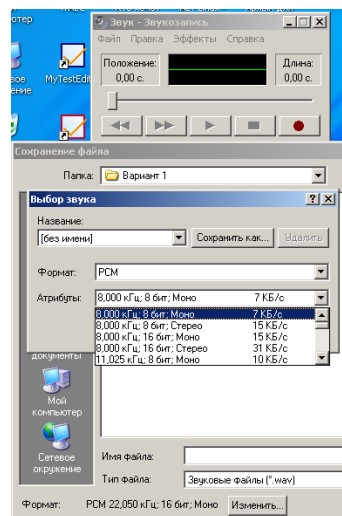 Звук - Звукозапись
Файл Правка Эффекты Справка
Положение:
0,00 с.
Длина:
0,00 с.
MyTestEdit
Сохранение файла
Папка:
Вариант 1
Выбор звука
Название:
[без имени]
Сохранить как...
Удалить
Формат:
PCM
Атрибуты:
8,000 кГц; 8 бит; Моно 7 КБ/с
8,000 кГц; 8 бит; Моно 7 КБ/с
8,000 кГц; 8 бит; Стерео 15 КБ/с
8,000 кГц; 16 бит; Моно 15 КБ/с
8,000 кГц; 16 бит; Стерео 31 КБ/с
11,025 кГц; 8 бит; Моно 10 КБ/с
документы
Мой
компьютер
Сетевое
окружение
Имя файла:
Тип файла:
Звуковые файлы (*.wav)
Формат:
PCM 22,050 кГц; 16 бит; Моно
Изменить...